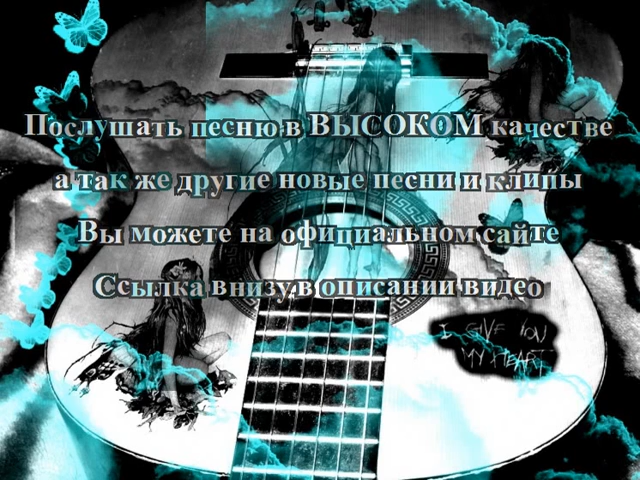 Послушать песню в ВЫСОКОМ качестве
а так же другие новые песни и клипы
Вы можете на официальном сайте
Ссылка внизу в описании видео
I GIVE YOU
MY HEART